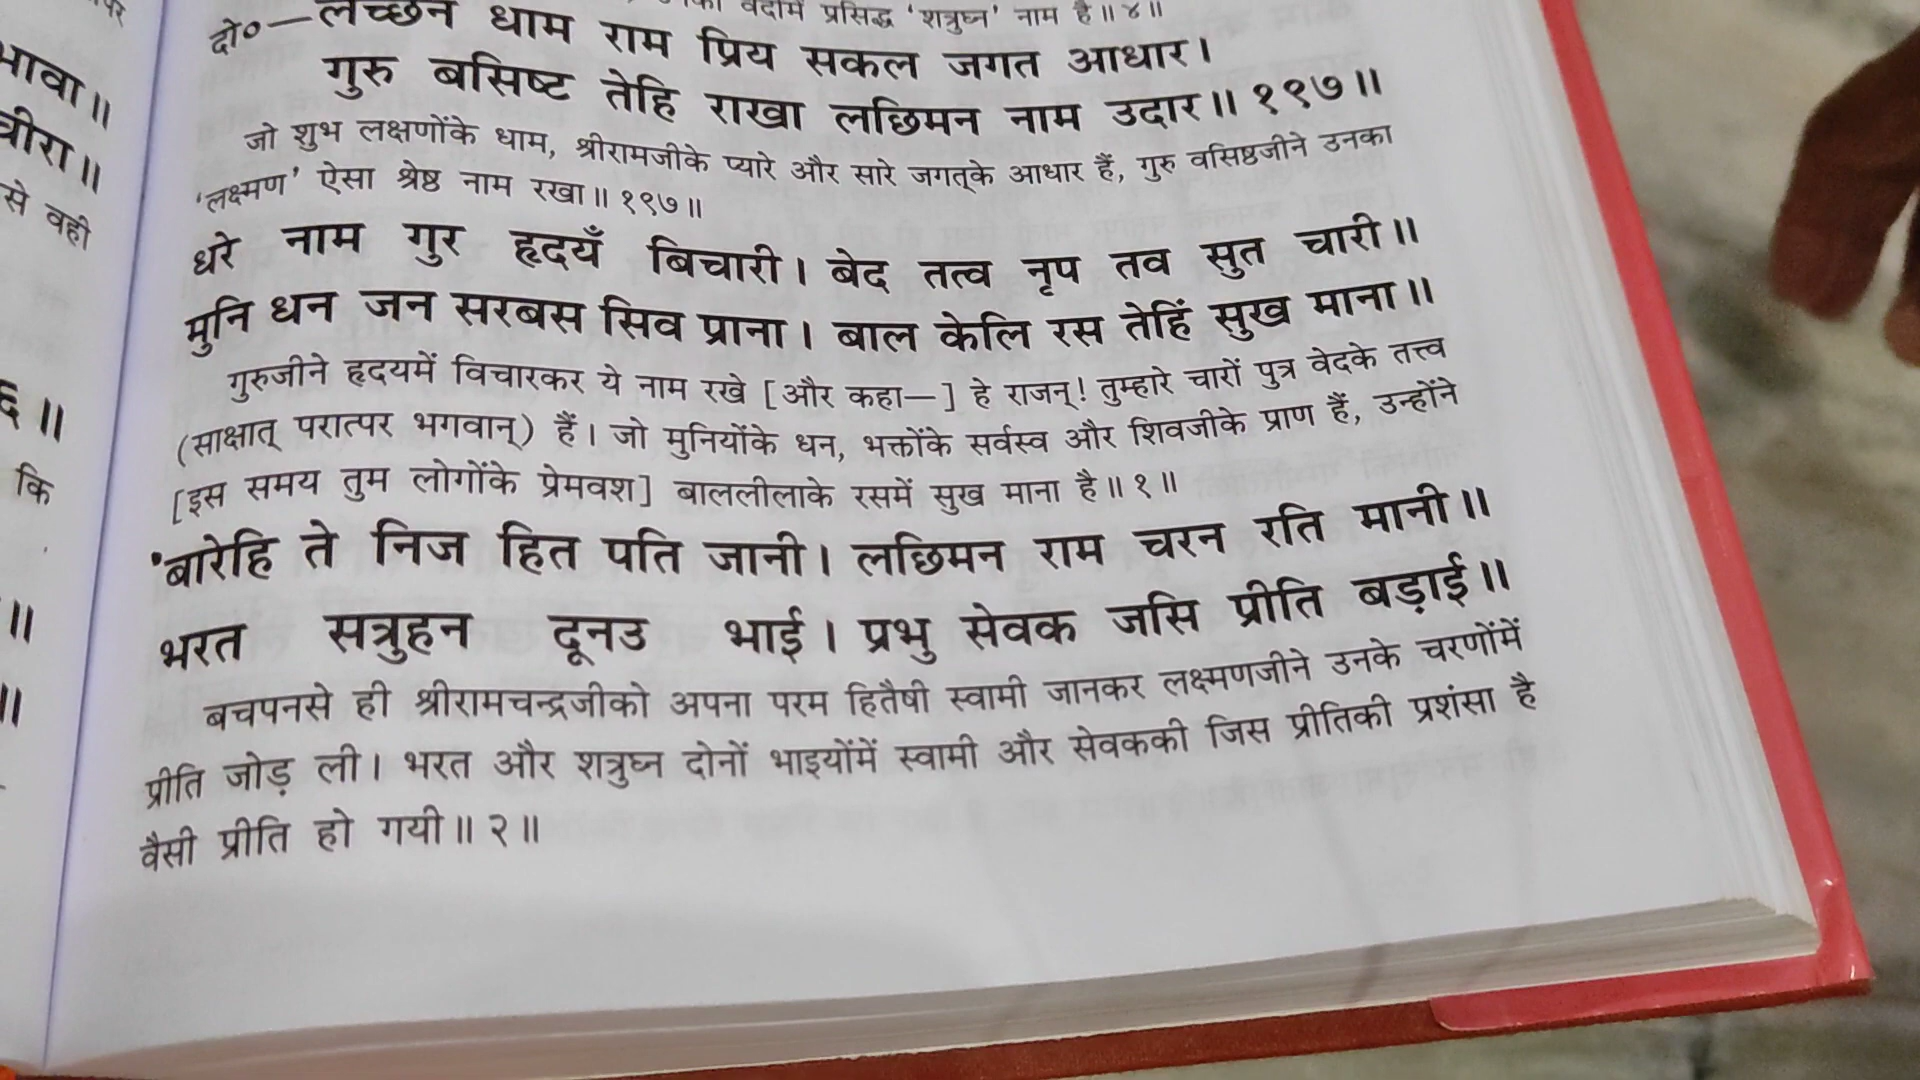 प्रसिद्ध 'शत्रुघ्न' नाम है॥ ४॥
दो०—लच्छन धाम राम प्रिय सकल जगत आधार।
गुरु बसिष्ट तेहि राखा लछिमन नाम उदार॥ १९७॥
जो शुभ लक्षणोंके धाम, श्रीरामजीके प्यारे और सारे जगत्‌के आधार हैं, गुरु वसिष्ठजीने उनका
'लक्ष्मण' ऐसा श्रेष्ठ नाम रखा॥ १९७॥
धरे नाम गुर हृदयँ बिचारी। बेद तत्व नृप तव सुत चारी॥
मुनि धन जन सरबस सिव प्राना। बाल केलि रस तेहिं सुख माना॥
गुरुजीने हृदयमें विचारकर ये नाम रखे [और कहा—] हे राजन्! तुम्हारे चारों पुत्र वेदके तत्त्व
(साक्षात् परात्पर भगवान्) हैं। जो मुनियोंके धन, भक्तोंके सर्वस्व और शिवजीके प्राण हैं, उन्होंने
[इस समय तुम लोगोंके प्रेमवश] बाललीलाके रसमें सुख माना है॥ १॥
बारेहि ते निज हित पति जानी। लछिमन राम चरन रति मानी॥
भरत सत्रुहन दूनउ भाई। प्रभु सेवक जसि प्रीति बड़ाई॥
बचपनसे ही श्रीरामचन्द्रजीको अपना परम हितैषी स्वामी जानकर लक्ष्मणजीने उनके चरणोंमें
प्रीति जोड़ ली। भरत और शत्रुघ्न दोनों भाइयोंमें स्वामी और सेवककी जिस प्रीतिकी प्रशंसा है
वैसी प्रीति हो गयी॥ २॥